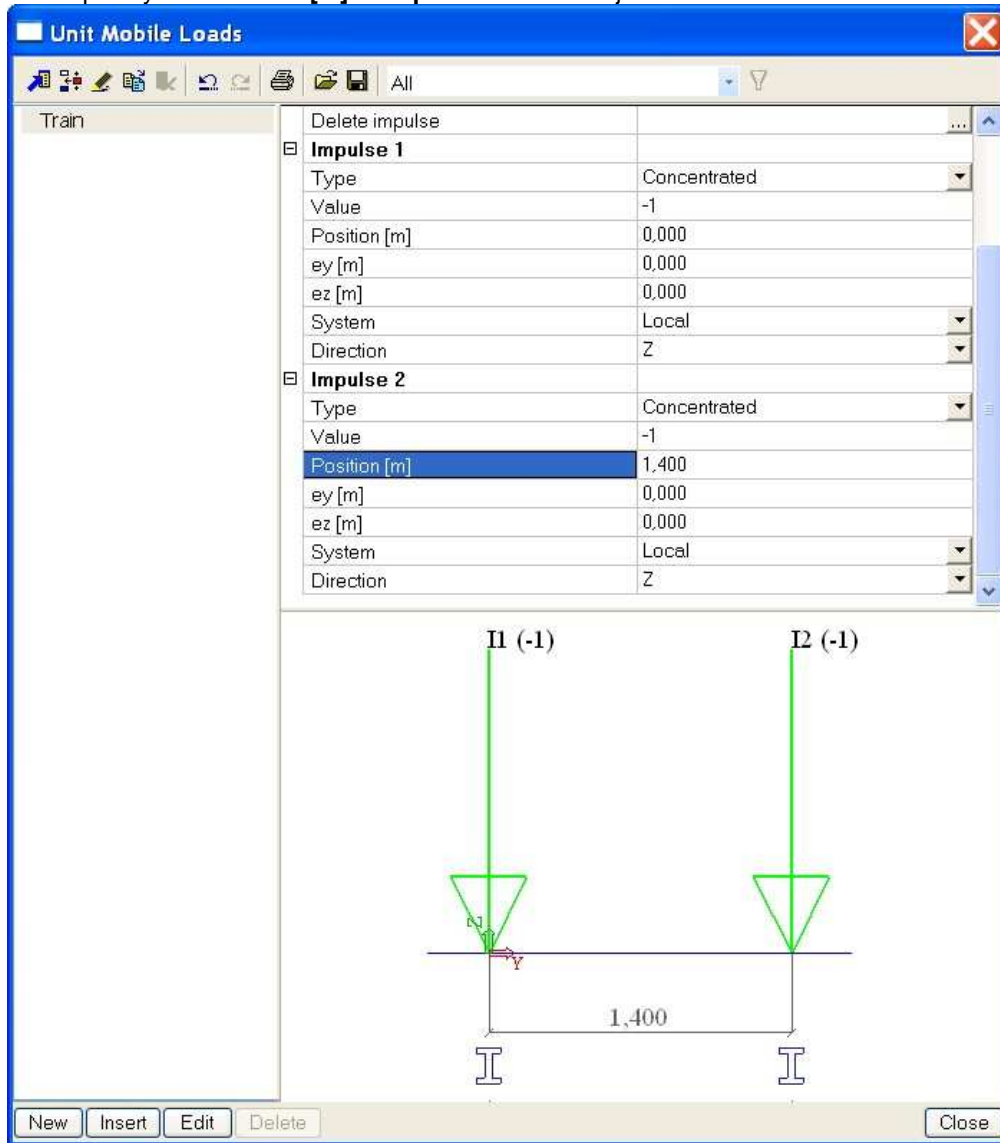 Unit Mobile Loads
All
Train
Delete impulse ...
Impulse 1
Type Concentrated
Value -1
Position [m] 0,000
ey [m] 0,000
ez [m] 0,000
System Local
Direction Z
Impulse 2
Type Concentrated
Value -1
Position [m] 1,400
ey [m] 0,000
ez [m] 0,000
System Local
Direction Z
I1 (-1) I2 (-1)
Z
Y
1,400
New Insert Edit Delete Close